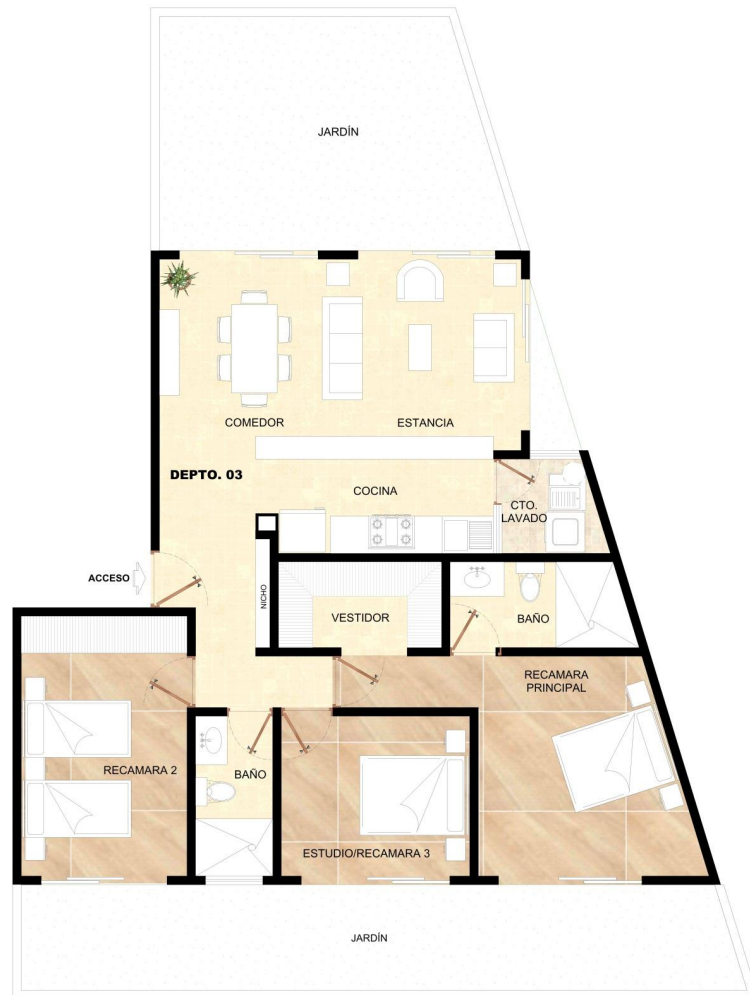 JARDÍN
COMEDOR
ESTANCIA
DEPTO. 03
COCINA
CTO.
LAVADO
ACCESO
NICHO
VESTIDOR
BAÑO
RECAMARA
PRINCIPAL
RECAMARA 2
BAÑO
ESTUDIO/RECAMARA 3
JARDÍN